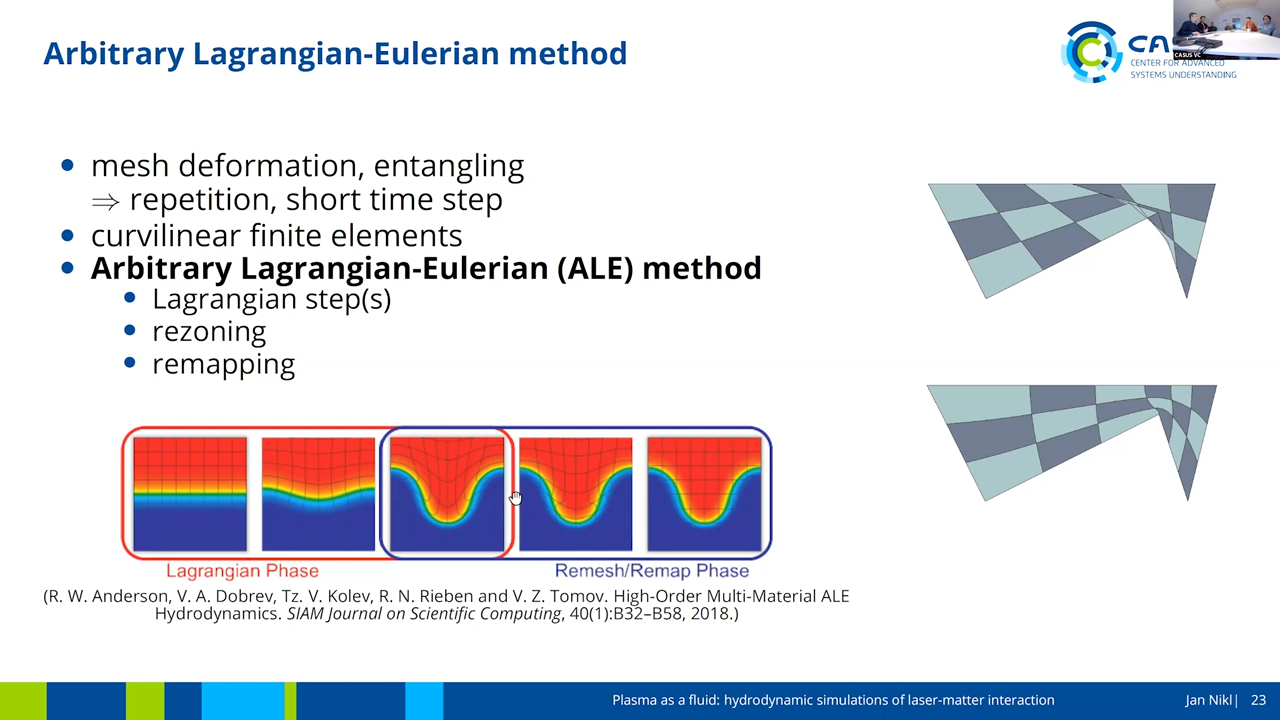 Arbitrary Lagrangian-Eulerian method
CASUS VC
CENTER FOR ADVANCED
SYSTEMS UNDERSTANDING
mesh deformation, entangling
⇒ repetition, short time step
curvilinear finite elements
Arbitrary Lagrangian-Eulerian (ALE) method
Lagrangian step(s)
rezoning
remapping
Lagrangian Phase
Remesh/Remap Phase
(R. W. Anderson, V. A. Dobrev, Tz. V. Kolev, R. N. Rieben and V. Z. Tomov. High-Order Multi-Material ALE
Hydrodynamics. SIAM Journal on Scientific Computing, 40(1):B32–B58, 2018.)
Plasma as a fluid: hydrodynamic simulations of laser-matter interaction
Jan Nikl| 23